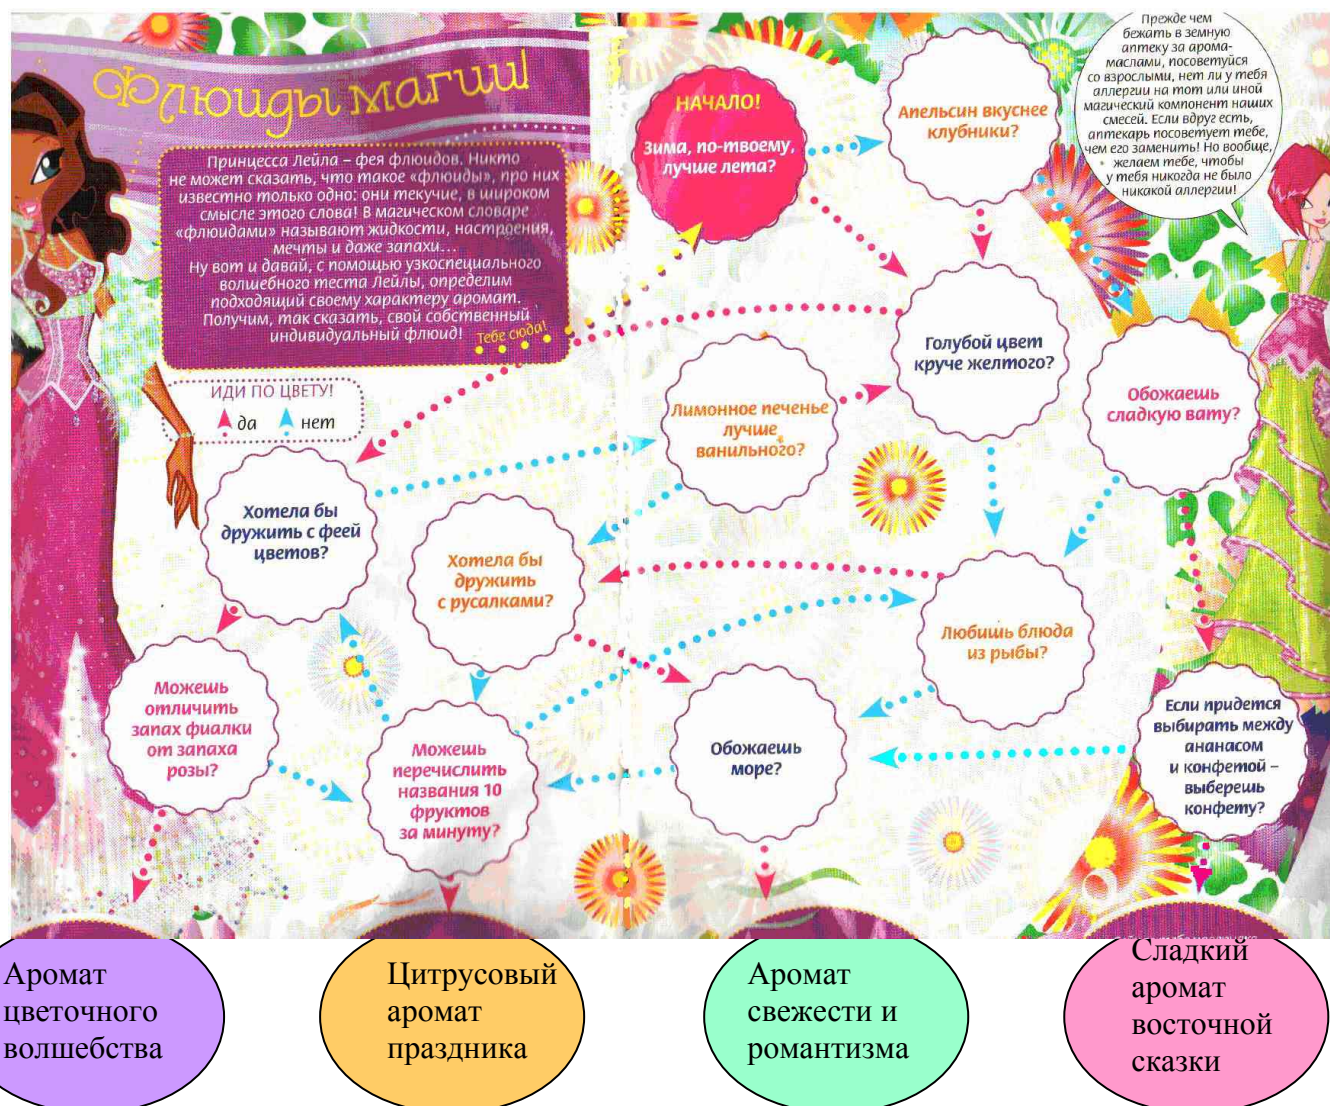 Флюиды магии!
Принцесса Лейла – фея флюидов. Никто
не может сказать, что такое «флюиды», про них
известно только одно: они текучие, в широком
смысле этого слова! В магическом словаре
«флюидами» называют жидкости, настроения,
мечты и даже запахи...
Ну вот и давай, с помощью узкоспециального
волшебного теста Лейлы, определим
подходящий своему характеру аромат.
Получим, так сказать, свой собственный
индивидуальный флюид!
Тебе сюда!
ИДИ ПО ЦВЕТУ!
да нет
НАЧАЛО!
Зима, по-твоему,
лучше лета?
Апельсин вкуснее
клубники?
Прежде чем
бежать в земную
аптеку за арома-
маслами, посоветуйся
со взрослыми, нет ли у тебя
аллергии на тот или иной
магический компонент наших
смесей. Если вдруг есть,
аптекарь посоветует тебе,
чем его заменить! Но вообще,
желаем тебе, чтобы
у тебя никогда не было
никакой аллергии!
Голубой цвет
круче желтого?
Обожаешь
сладкую вату?
Лимонное печенье
лучше
ванильного?
Хотела бы
дружить с феей
цветов?
Хотела бы
дружить
с русалками?
Любишь блюда
из рыбы?
Можешь
отличить
запах фиалки
от запаха
розы?
Можешь
перечислить
названия 10
фруктов
за минуту?
Обожаешь
море?
Если придется
выбирать между
ананасом
и конфетой –
выберешь
конфету?
Аромат
цветочного
волшебства
Цитрусовый
аромат
праздника
Аромат
свежести и
романтизма
Сладкий
аромат
восточной
сказки